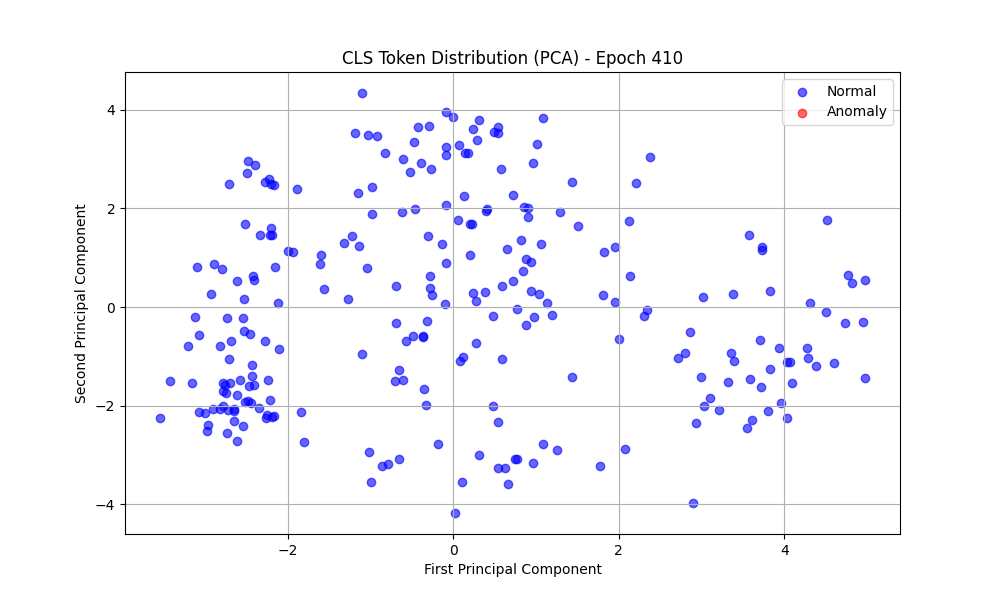 CLS Token Distribution (PCA) - Epoch 410
Normal
Anomaly
4
2
0
−2
−4
Second Principal Component
−2
0
2
4
First Principal Component